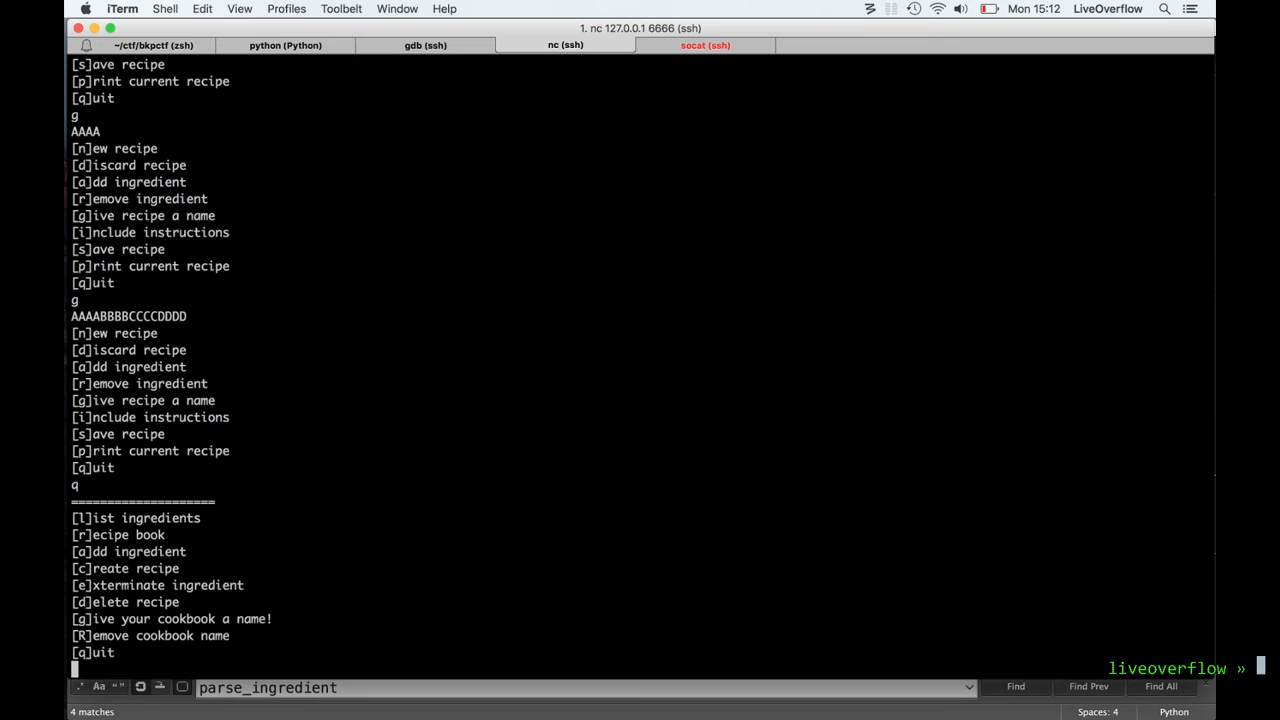 iTerm Shell Edit View Profiles Toolbelt Window Help Mon 15:12 LiveOverflow
1. nc 127.0.0.1 6666 (ssh)
~/ctf/bkpctf (zsh) python (Python) gdb (ssh) nc (ssh) socat (ssh)
[s]ave recipe
[p]rint current recipe
[q]uit
g
AAAA
[n]ew recipe
[d]iscard recipe
[a]dd ingredient
[r]emove ingredient
[g]ive recipe a name
[i]nclude instructions
[s]ave recipe
[p]rint current recipe
[q]uit
g
AAAABBBBCCCCDDDD
[n]ew recipe
[d]iscard recipe
[a]dd ingredient
[r]emove ingredient
[g]ive recipe a name
[i]nclude instructions
[s]ave recipe
[p]rint current recipe
[q]uit
q
====================
[l]ist ingredients
[r]ecipe book
[a]dd ingredient
[c]reate recipe
[e]xterminate ingredient
[d]elete recipe
[g]ive your cookbook a name!
[R]emove cookbook name
[q]uit
liveoverflow »
.* Aa “” parse_ingredient Find Find Prev Find All
4 matches Spaces: 4 Python